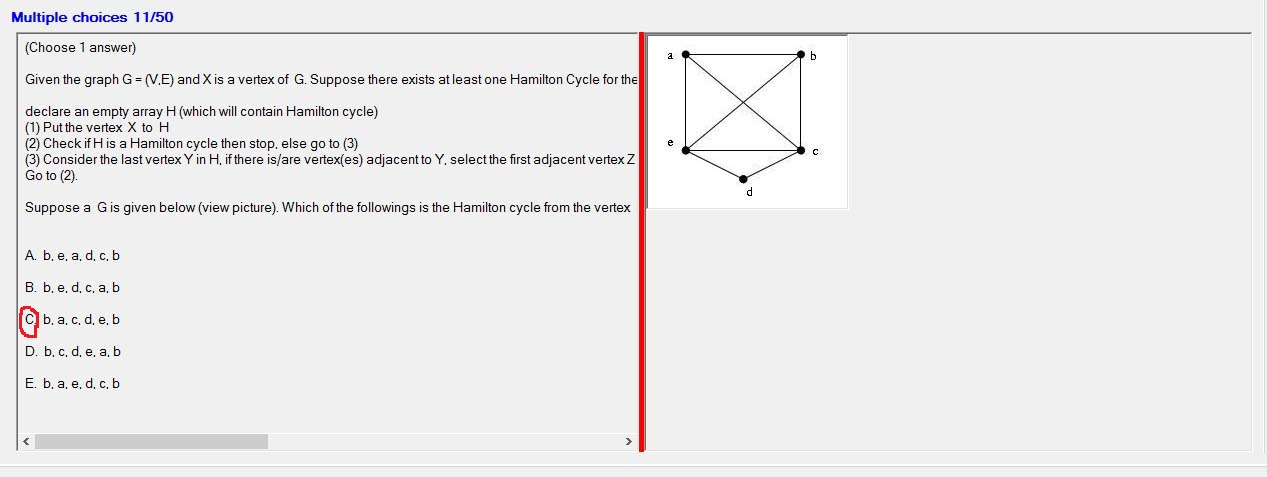 Multiple choices 11/50
(Choose 1 answer)
Given the graph G = (V,E) and X is a vertex of G. Suppose there exists at least one Hamilton Cycle for the
declare an empty array H (which will contain Hamilton cycle)
(1) Put the vertex X to H
(2) Check if H is a Hamilton cycle then stop, else go to (3)
(3) Consider the last vertex Y in H, if there is/are vertex(es) adjacent to Y, select the first adjacent vertex Z
Go to (2).
Suppose a G is given below (view picture). Which of the followings is the Hamilton cycle from the vertex
A. b, e, a, d, c, b
B. b, e, d, c, a, b
C. b, a, c, d, e, b
D. b, c, d, e, a, b
E. b, a, e, d, c, b
a
b
e
c
d